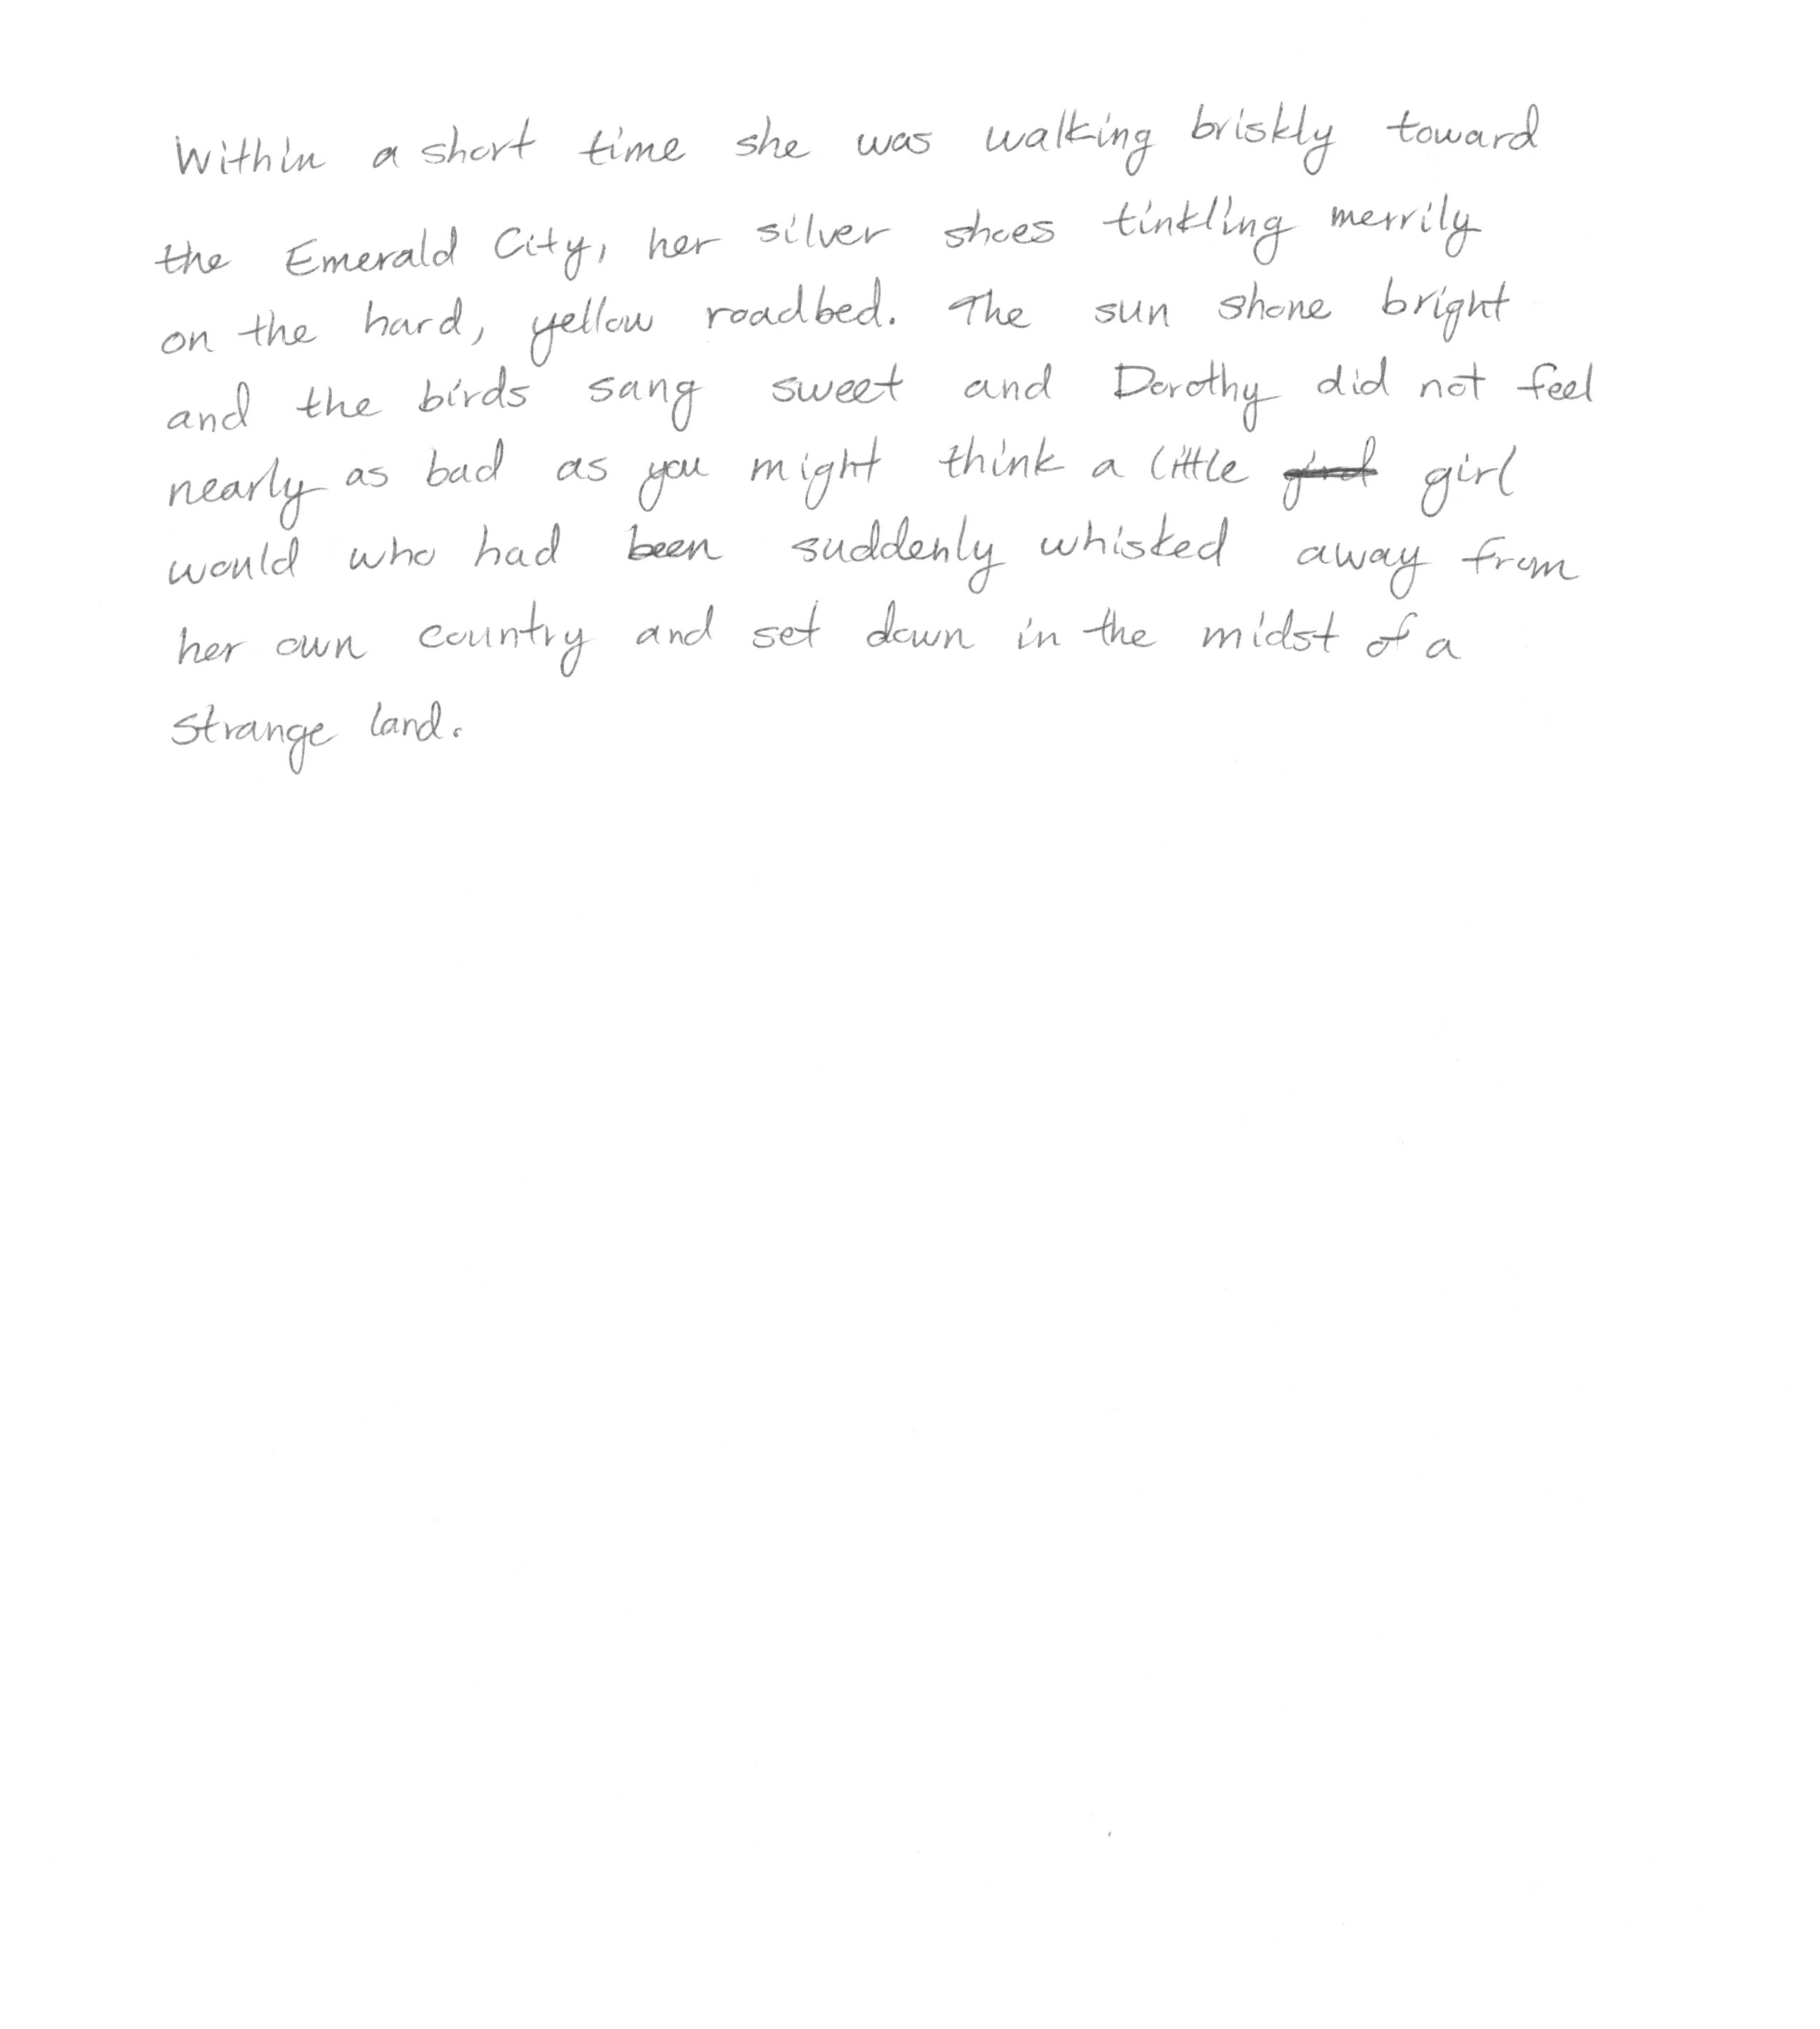 Within a short time she was walking briskly toward
the Emerald City, her silver shoes tinkling merrily
on the hard, yellow roadbed. The sun shone bright
and the birds sang sweet and Dorothy did not feel
nearly as bad as you might think a little girl
would who had been suddenly whisked away from
her own country and set down in the midst of a
strange land.